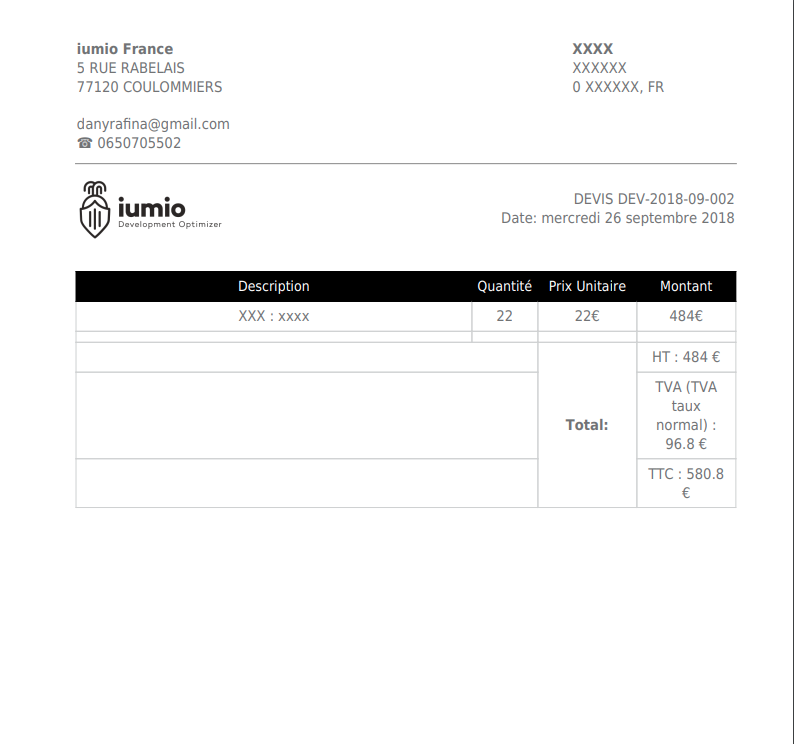 iumio France
5 RUE RABELAIS
77120 COULOMMIERS
danyrafina@gmail.com
☎ 0650705502
XXXX
XXXXXX
0 XXXXXX, FR
iumio
Development Optimizer
DEVIS DEV-2018-09-002
Date: mercredi 26 septembre 2018
Description Quantité Prix Unitaire Montant
XXX : xxxx 22 22€ 484€
HT : 484 €
Total:
TVA (TVA
taux
normal) :
96.8 €
TTC : 580.8
€